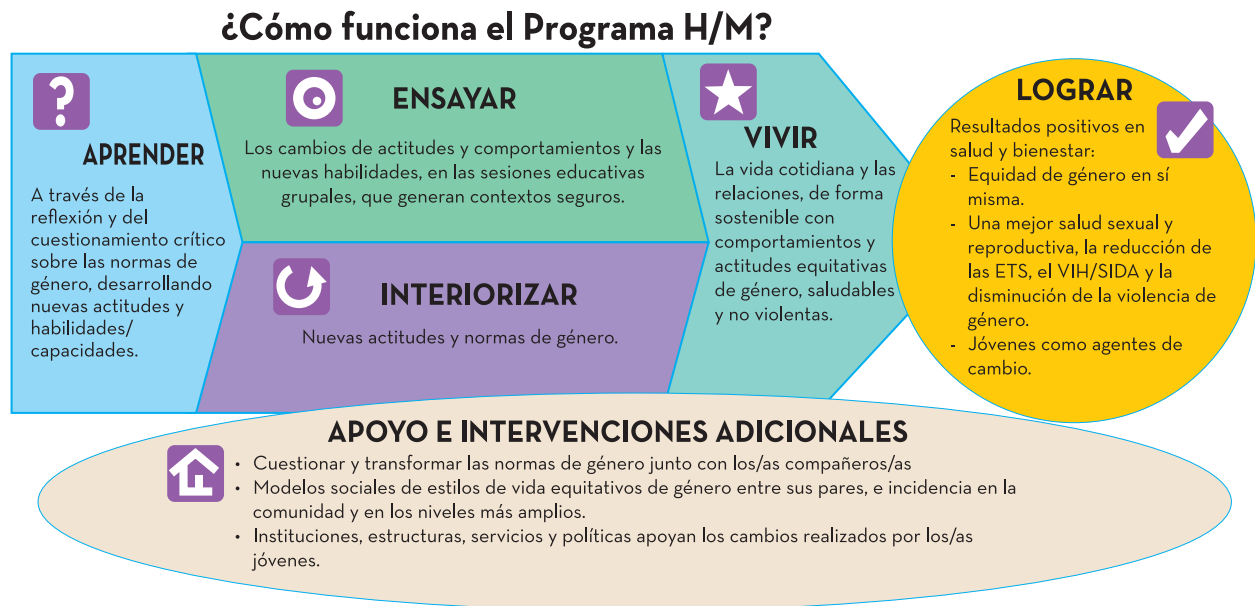 ¿Cómo funciona el Programa H/M?
APRENDER
A través de la
reflexión y del
cuestionamiento crítico
sobre las normas de
género, desarrollando
nuevas actitudes y
habilidades/
capacidades.
ENSAYAR
Los cambios de actitudes y comportamientos y las
nuevas habilidades, en las sesiones educativas
grupales, que generan contextos seguros.
INTERIORIZAR
Nuevas actitudes y normas de género.
VIVIR
La vida cotidiana y las
relaciones, de forma
sostenible con
comportamientos y
actitudes equitativas
de género, saludables
y no violentas.
LOGRAR
Resultados positivos en
salud y bienestar:
- Equidad de género en sí
misma.
- Una mejor salud sexual y
reproductiva, la reducción de
las ETS, el VIH/SIDA y la
disminución de la violencia de
género.
- Jóvenes como agentes de
cambio.
APOYO E INTERVENCIONES ADICIONALES
• Cuestionar y transformar las normas de género junto con los/as compañeros/as
• Modelos sociales de estilos de vida equitativos de género entre sus pares, e incidencia en la
comunidad y en los niveles más amplios.
• Instituciones, estructuras, servicios y políticas apoyan los cambios realizados por los/as
jóvenes.